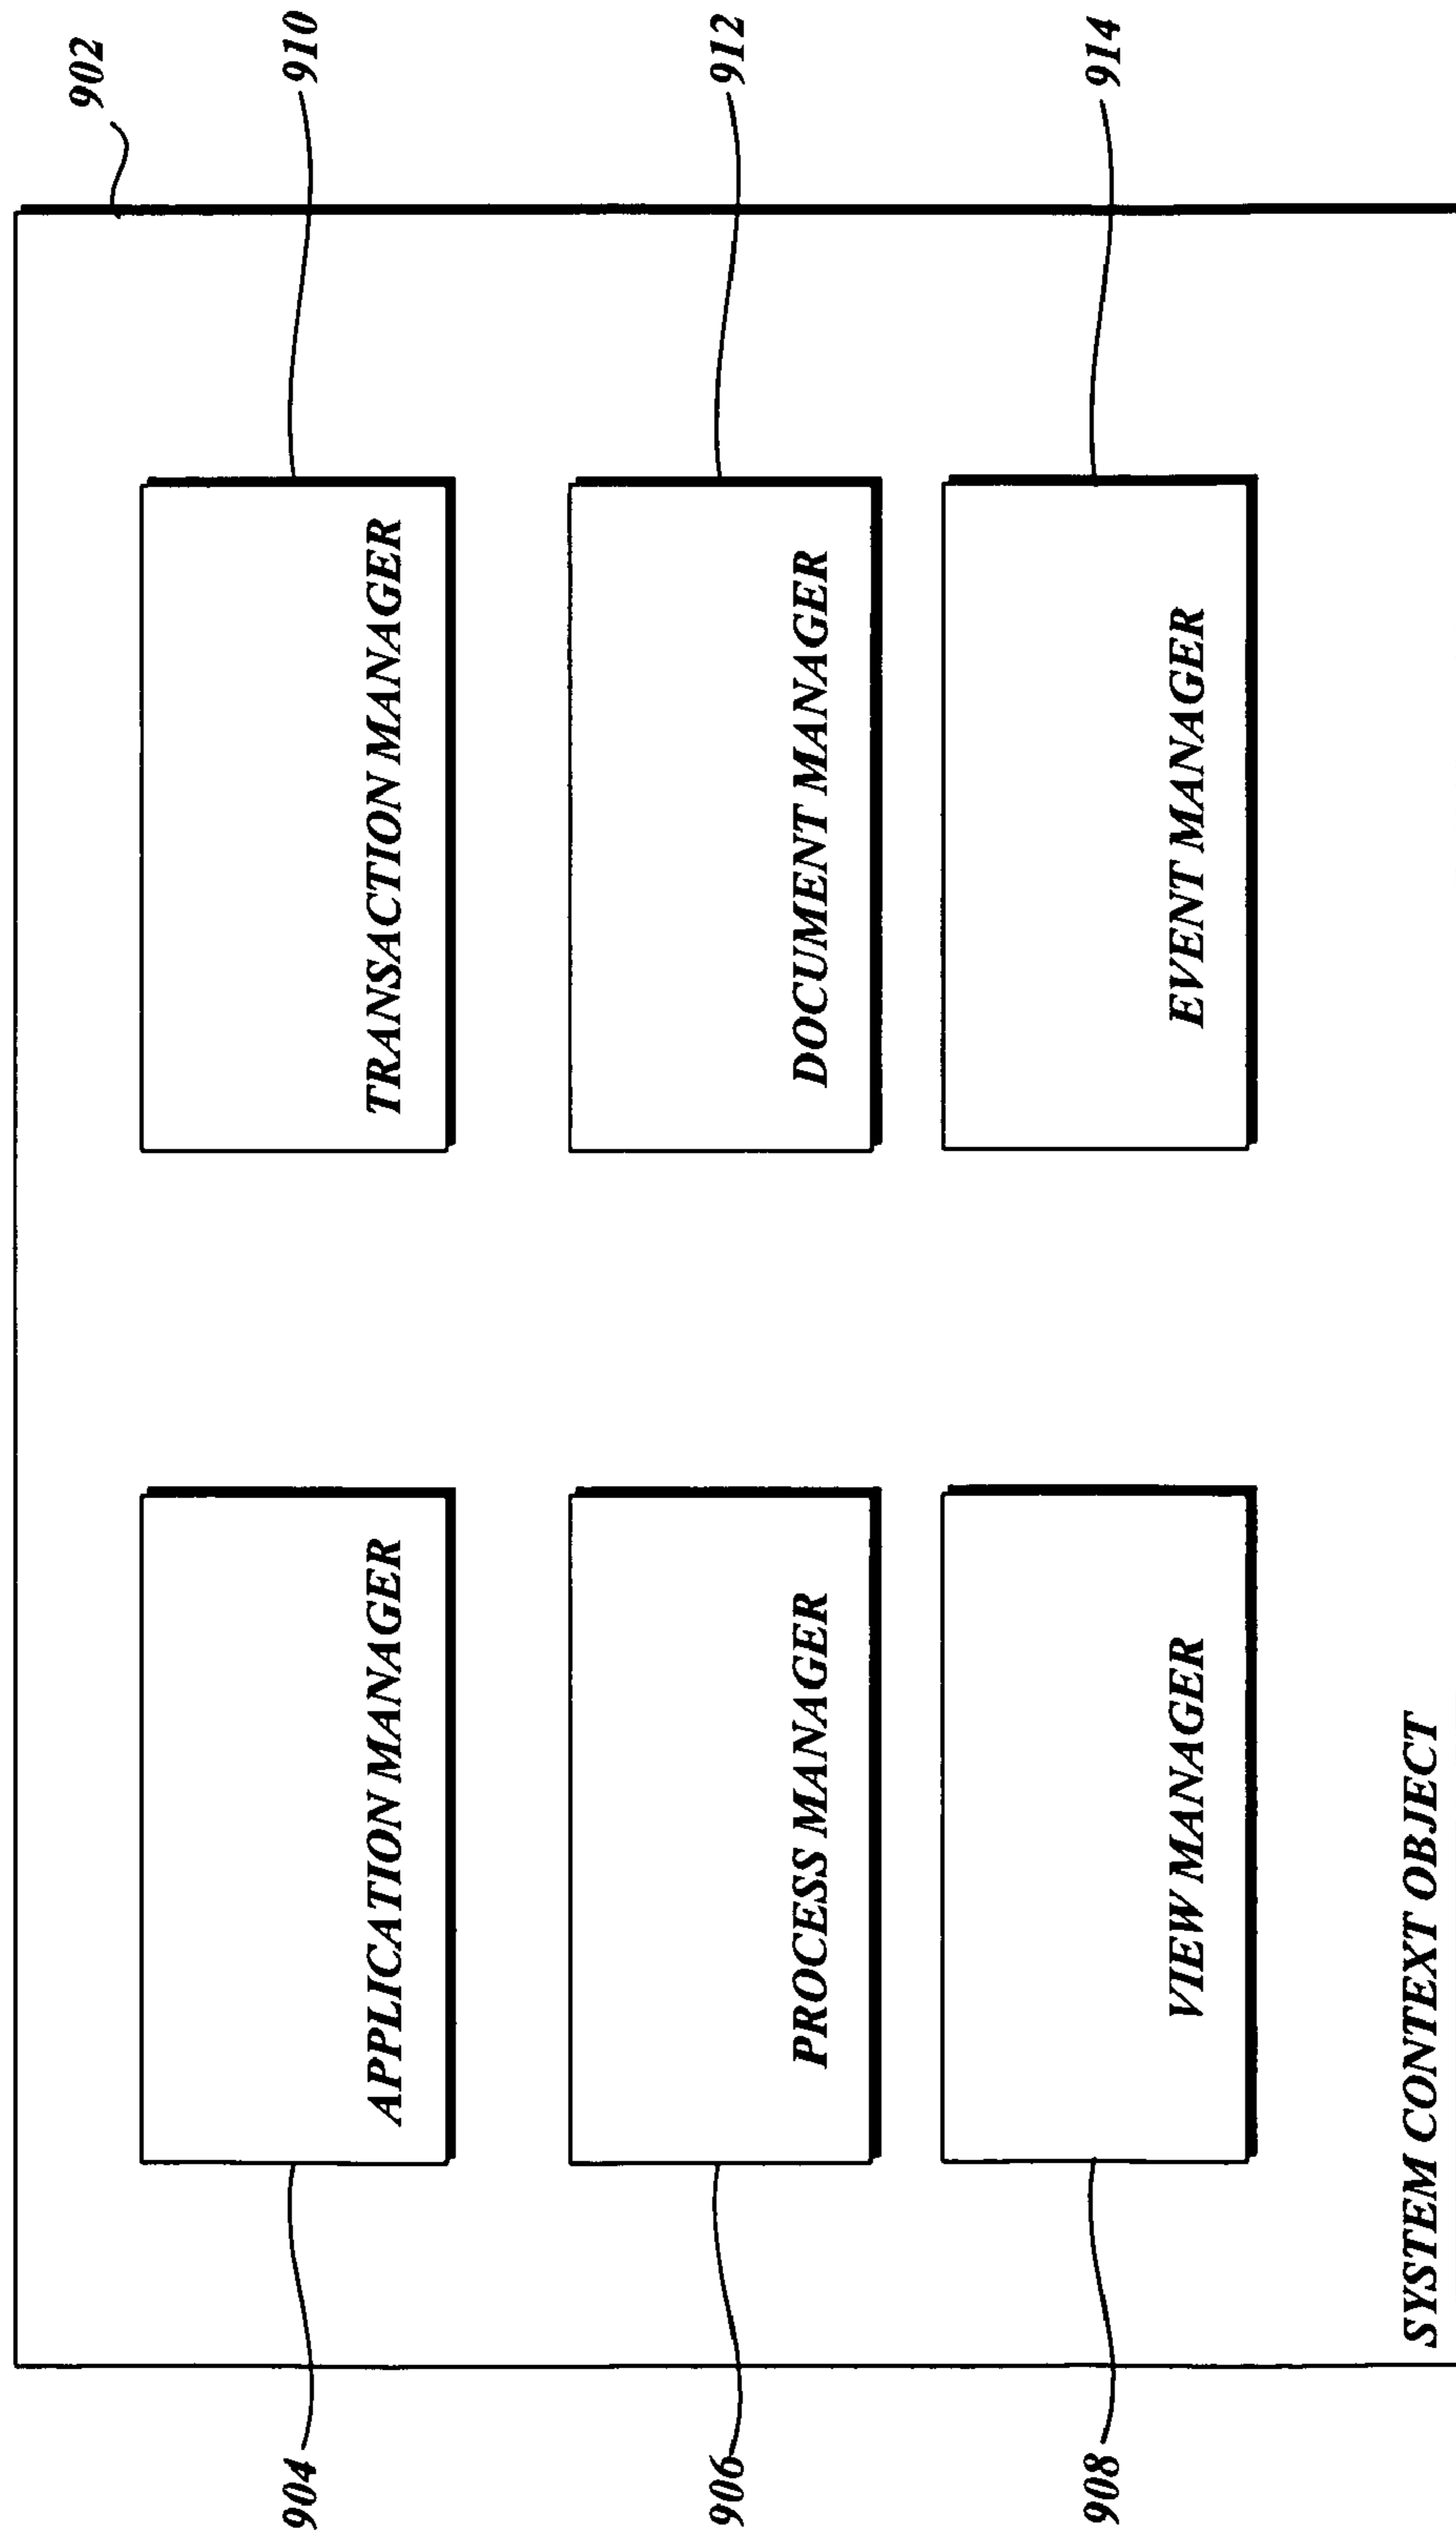 902
904
APPLICATION MANAGER
TRANSACTION MANAGER
910
906
PROCESS MANAGER
DOCUMENT MANAGER
912
908
VIEW MANAGER
EVENT MANAGER
914
SYSTEM CONTEXT OBJECT